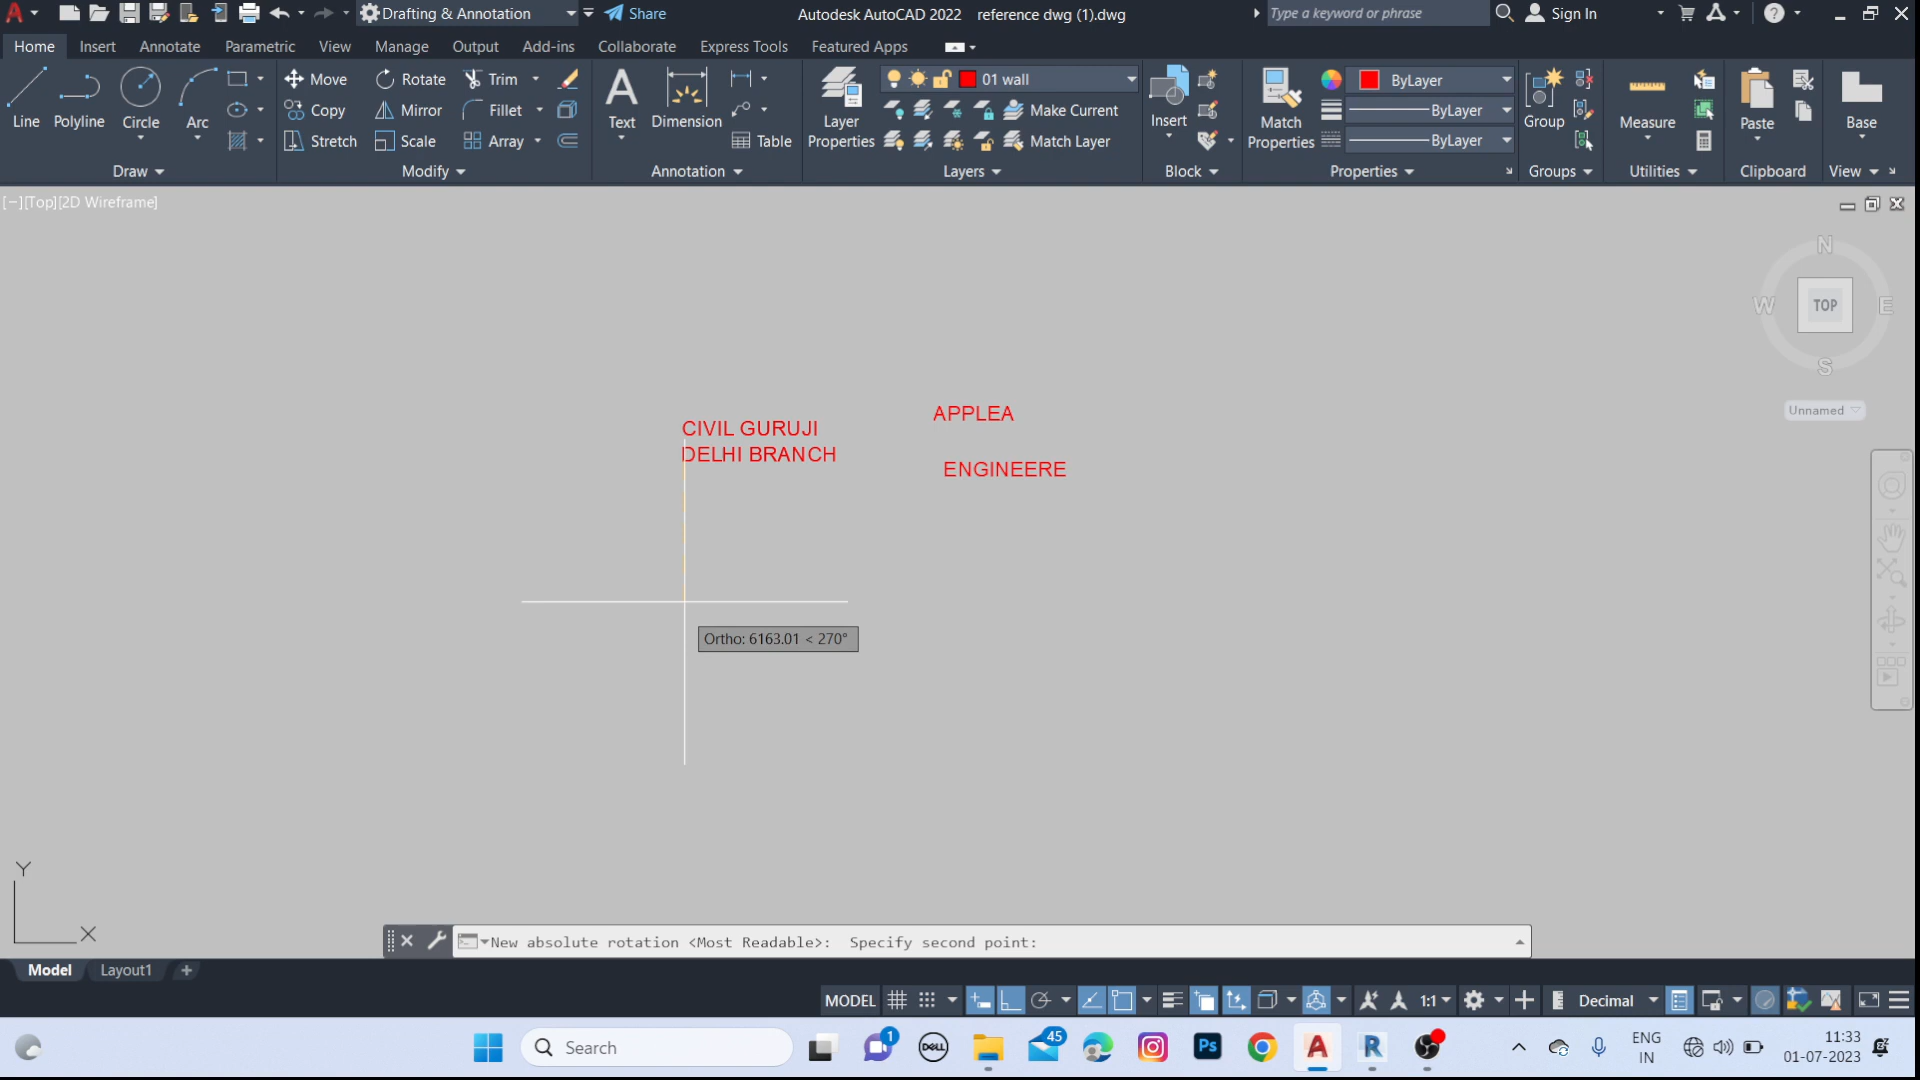 Drafting & Annotation
Share
Autodesk AutoCAD 2022 reference dwg (1).dwg
Type a keyword or phrase
Sign In
Home Insert Annotate Parametric View Manage Output Add-ins Collaborate Express Tools Featured Apps
Line Polyline Circle Arc
Move Rotate Trim
Copy Mirror Fillet
Stretch Scale Array
Text Dimension Table
Layer Properties
01 wall
Make Current
Match Layer
Insert
Match Properties
ByLayer
ByLayer
ByLayer
Group
Measure
Paste
Base
Draw Modify Annotation Layers Block Properties Groups Utilities Clipboard View
[−][Top][2D Wireframe]
N
W TOP E
S
Unnamed
APPLEA
CIVIL GURUJI
DELHI BRANCH
ENGINEERE
Ortho: 6163.01 < 270°
Y
X
New absolute rotation <Most Readable>: Specify second point:
Model Layout1
MODEL 1:1 Decimal
Search
1
DELL
45
Ps
A
R
ENG
IN
11:33
01-07-2023